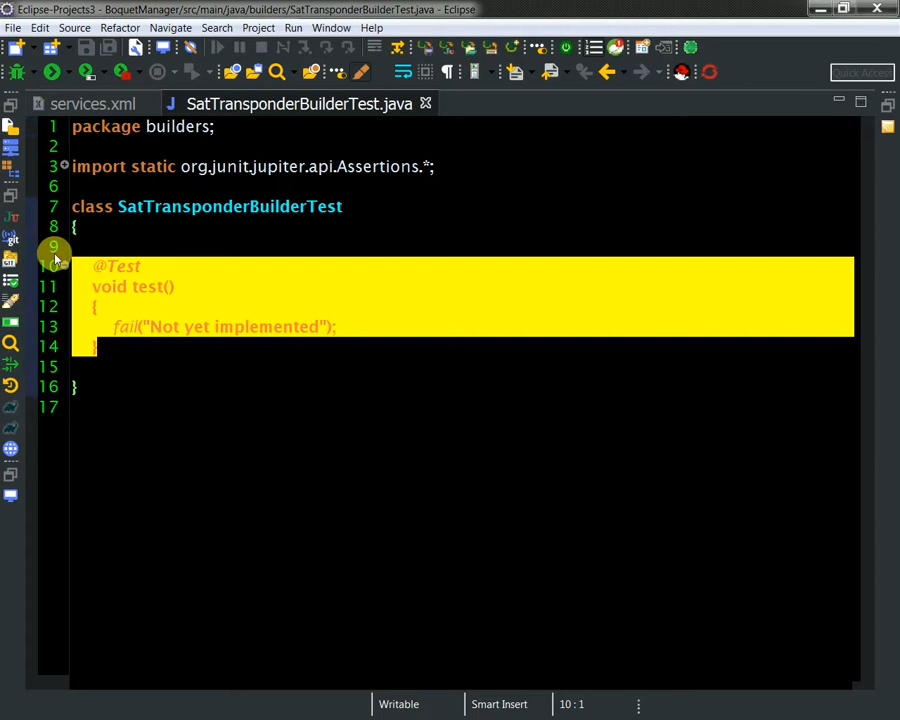 Eclipse-Projects3 - BoquetManager/src/main/java/builders/SatTransponderBuilderTest.java - Eclipse
File Edit Source Refactor Navigate Search Project Run Window Help
Quick Access
services.xml SatTransponderBuilderTest.java
1 package builders;
2
3 import static org.junit.jupiter.api.Assertions.*;
6
7 class SatTransponderBuilderTest
8 {
9
10 @Test
11 void test()
12 {
13 fail("Not yet implemented");
14 }
15
16 }
17
Writable Smart Insert 10 : 1